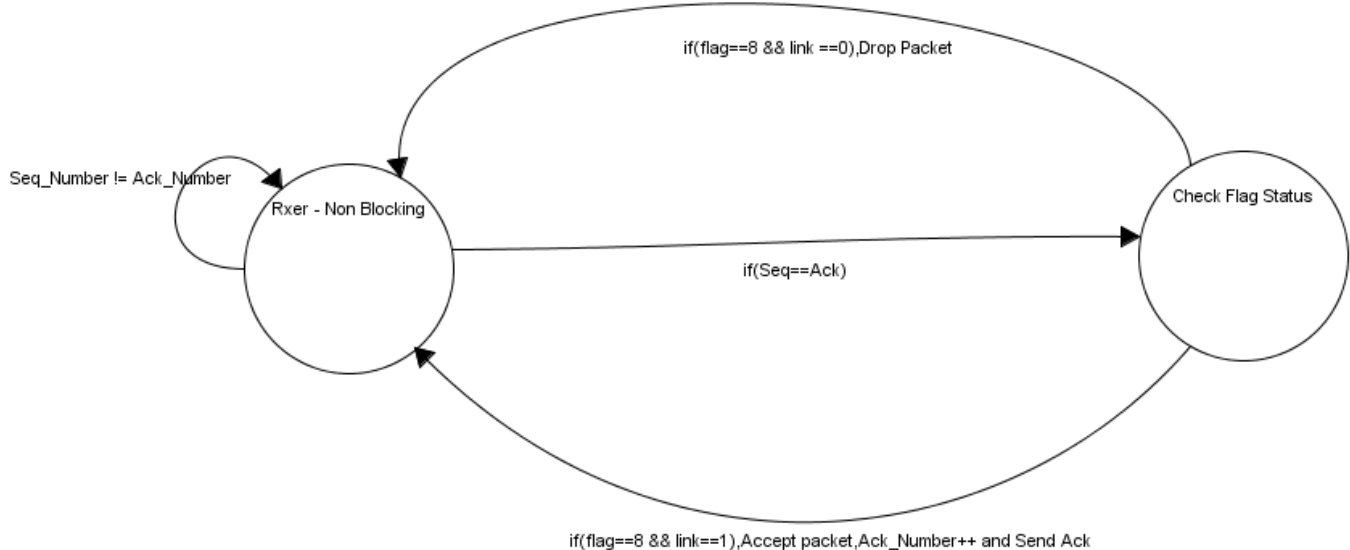 if(flag==8 && link ==0),Drop Packet
Seq_Number != Ack_Number
Rxer - Non Blocking
Check Flag Status
if(Seq==Ack)
if(flag==8 && link==1),Accept packet,Ack_Number++ and Send Ack